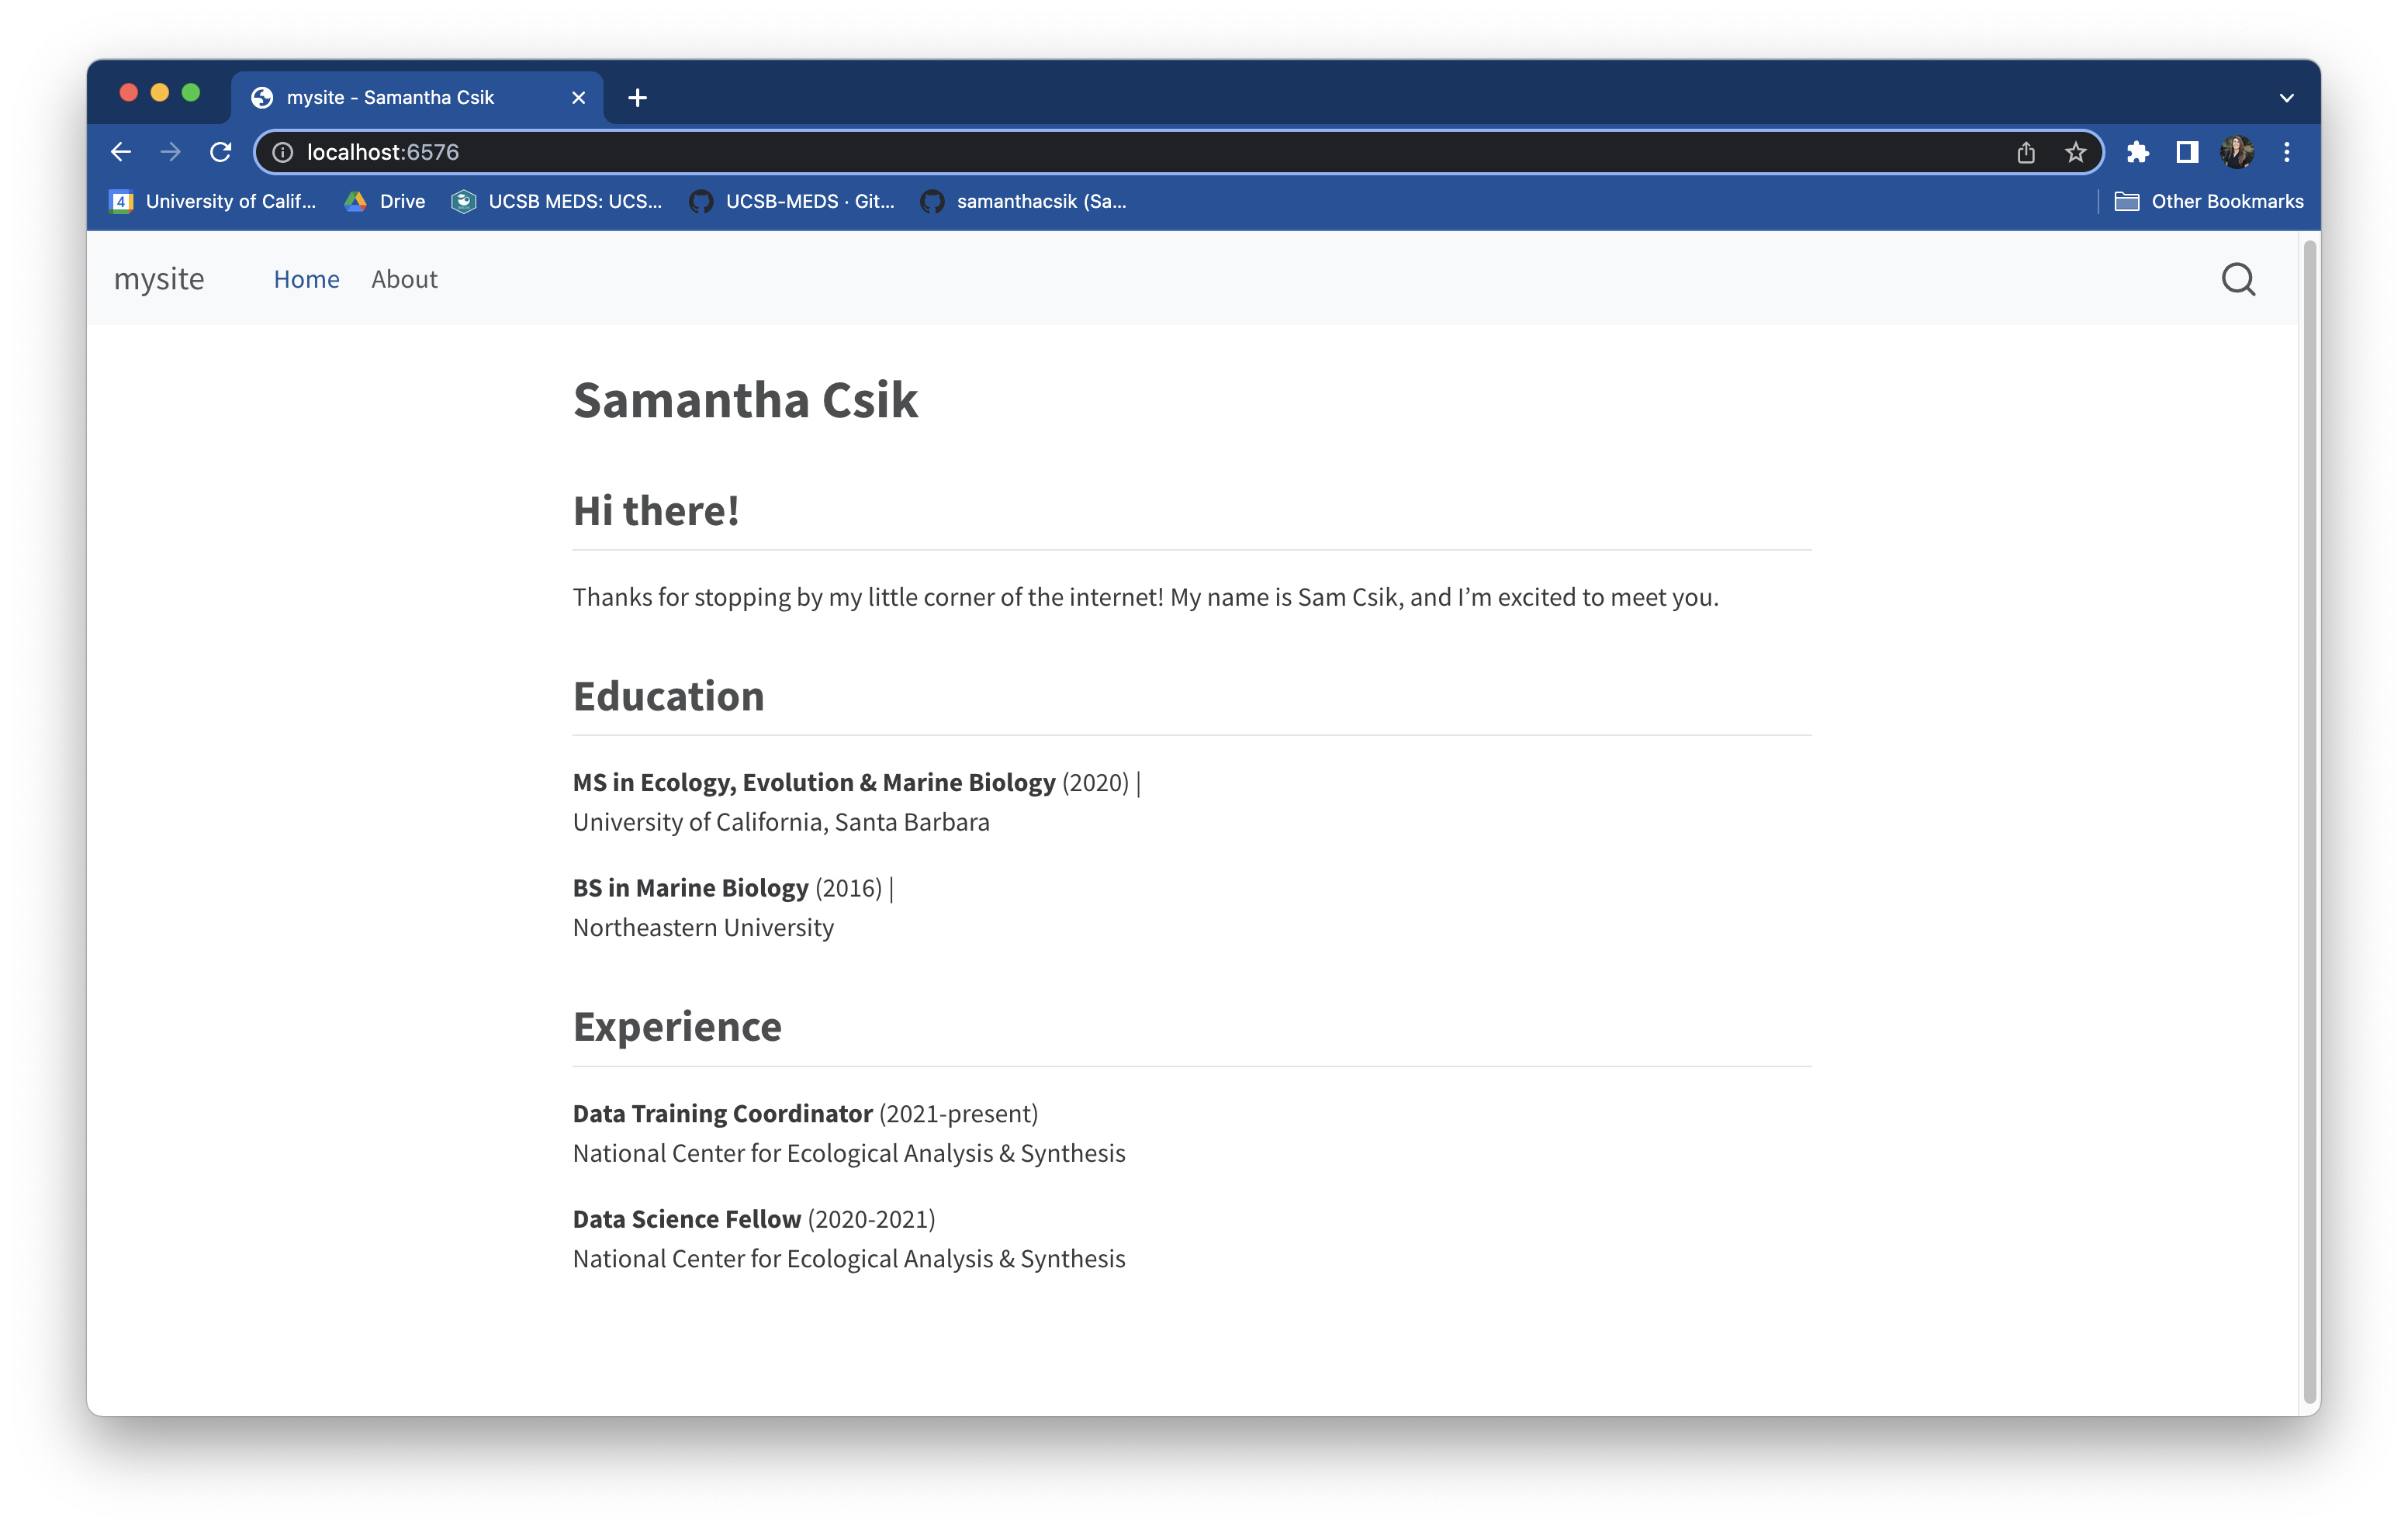 mysite - Samantha Csik
localhost:6576
4 University of Calif... Drive UCSB MEDS: UCS... UCSB-MEDS · Git... samanthacsik (Sa... Other Bookmarks
mysite Home About
Samantha Csik
Hi there!
Thanks for stopping by my little corner of the internet! My name is Sam Csik, and I’m excited to meet you.
Education
MS in Ecology, Evolution & Marine Biology (2020) |
University of California, Santa Barbara
BS in Marine Biology (2016) |
Northeastern University
Experience
Data Training Coordinator (2021-present)
National Center for Ecological Analysis & Synthesis
Data Science Fellow (2020-2021)
National Center for Ecological Analysis & Synthesis